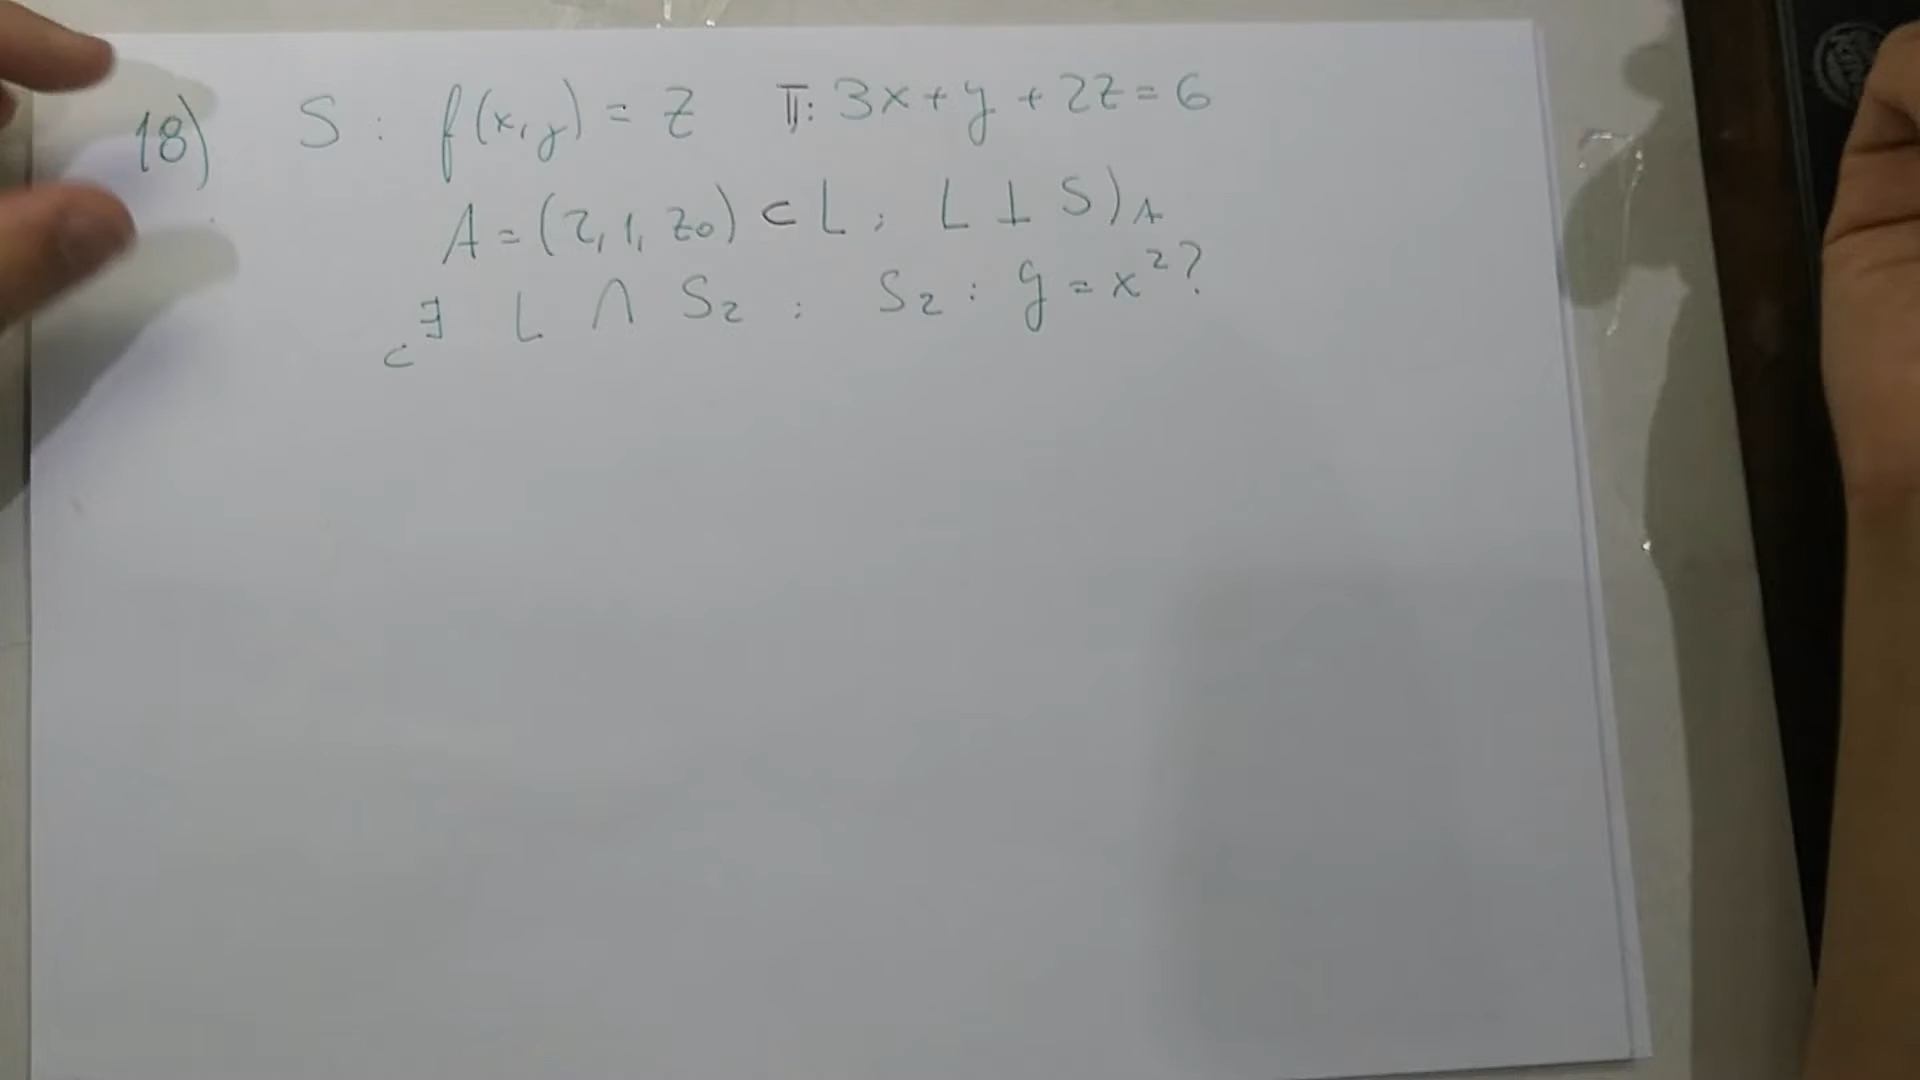 18) S : f(x,y) = z π: 3x + y + 2z = 6
A = (2, 1, z₀) ⊂ L ; L ⊥ S)ₐ
¿∃ L ∩ S₂ : S₂ : y = x² ?